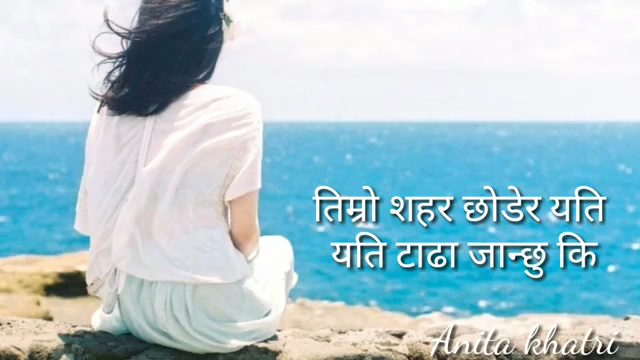 तिम्रो शहर छोडेर यति
यति टाढा जान्छु कि
Anita khatri